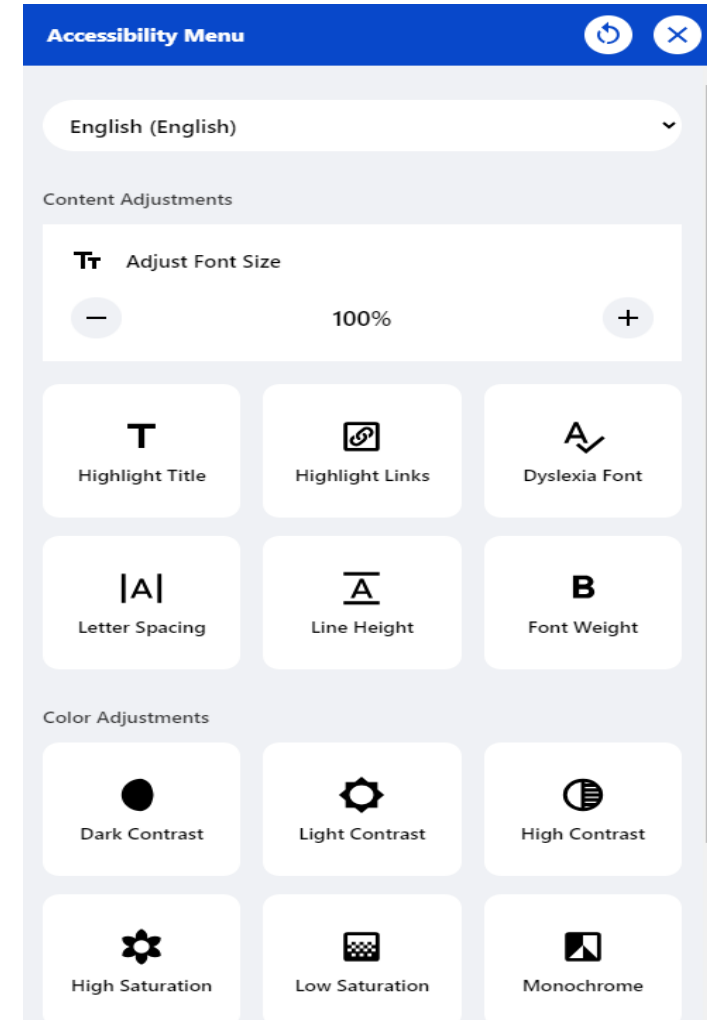 Accessibility Menu
English (English)
Content Adjustments
Adjust Font Size
100%
Highlight Title
Highlight Links
Dyslexia Font
Letter Spacing
Line Height
Font Weight
Color Adjustments
Dark Contrast
Light Contrast
High Contrast
High Saturation
Low Saturation
Monochrome